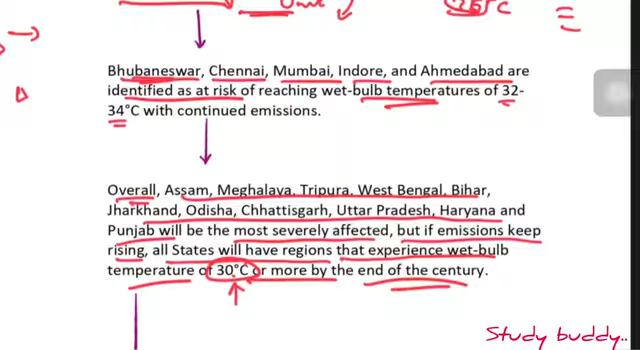 Bhubaneswar, Chennai, Mumbai, Indore, and Ahmedabad are
identified as at risk of reaching wet-bulb temperatures of 32-
34°C with continued emissions.
Overall, Assam, Meghalaya, Tripura, West Bengal, Bihar,
Jharkhand, Odisha, Chhattisgarh, Uttar Pradesh, Haryana and
Punjab will be the most severely affected, but if emissions keep
rising, all States will have regions that experience wet-bulb
temperature of 30°C or more by the end of the century.
Study buddy..